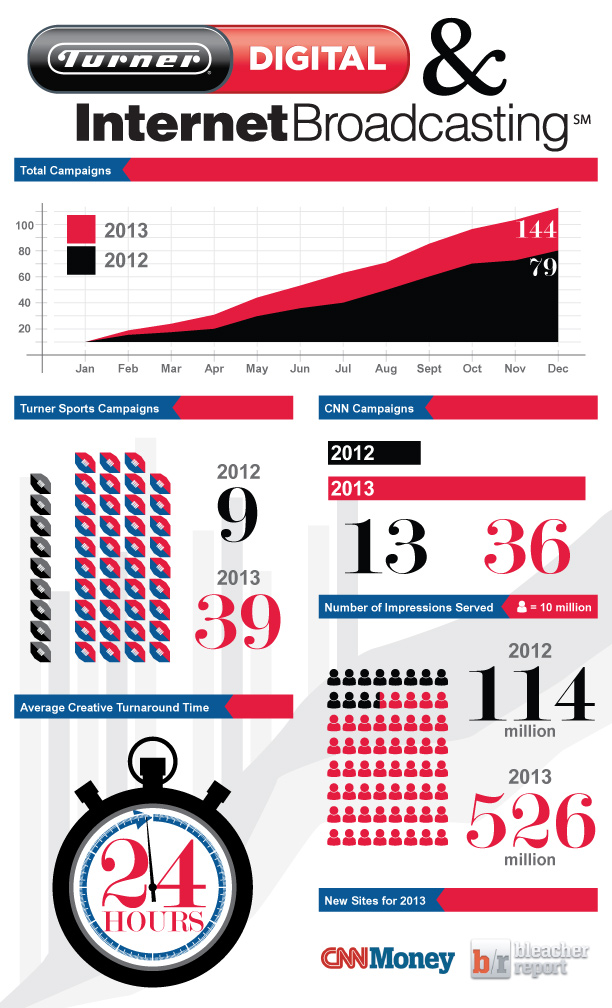 Turner DIGITAL &
InternetBroadcasting SM
Total Campaigns
2013
2012
100
80
60
40
20
144
79
Jan Feb Mar Apr May Jun Jul Aug Sept Oct Nov Dec
Turner Sports Campaigns
2012
9
2013
39
CNN Campaigns
2012
2013
13 36
Number of Impressions Served = 10 million
2012
114
million
2013
526
million
Average Creative Turnaround Time
24
HOURS
New Sites for 2013
CNNMoney
b/r bleacher
report